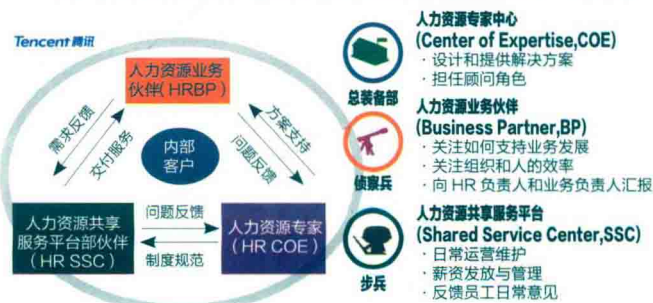 Tencent 腾讯
人力资源业务
伙伴(HRBP)
需求反馈
交付服务
内部
客户
方案支持
问题反馈
人力资源共享
服务平台部伙伴
(HR SSC)
问题反馈
制度规范
人力资源专家
(HR COE)
总装备部
人力资源专家中心
(Center of Expertise,COE)
· 设计和提供解决方案
· 担任顾问角色
侦察兵
人力资源业务伙伴
(Business Partner,BP)
· 关注如何支持业务发展
· 关注组织和人的效率
· 向 HR 负责人和业务负责人汇报
步兵
人力资源共享服务平台
(Shared Service Center,SSC)
· 日常运营维护
· 薪资发放与管理
· 反馈员工日常意见